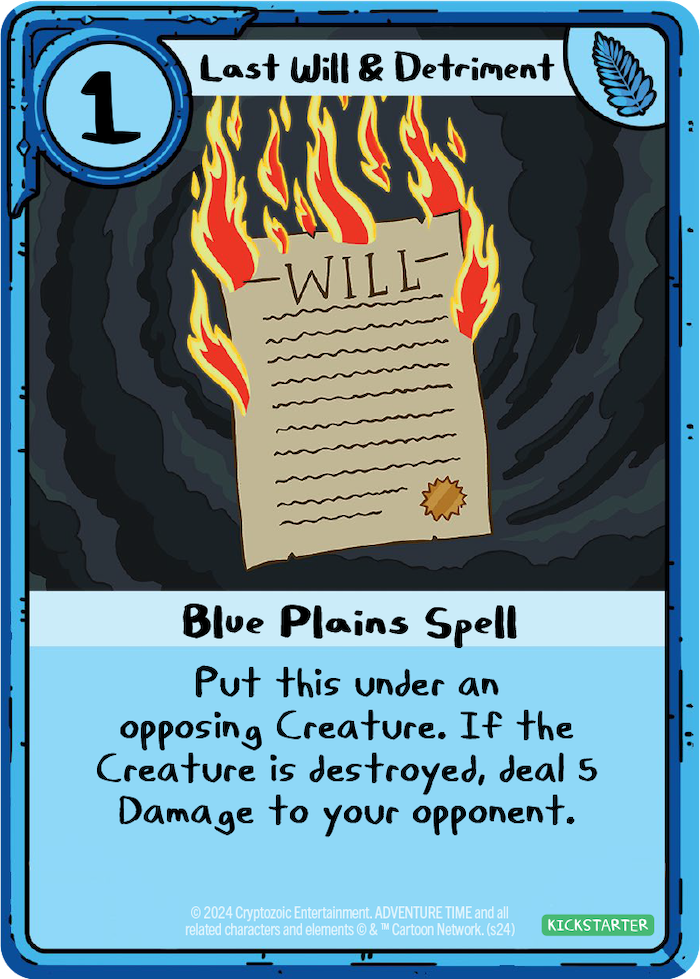 1
Last Will & Detriment
-WILL-
Blue Plains Spell
Put this under an
opposing Creature. If the
Creature is destroyed, deal 5
Damage to your opponent.
© 2024 Cryptozoic Entertainment. ADVENTURE TIME and all
related characters and elements © & ™ Cartoon Network. (s24)
KICKSTARTER